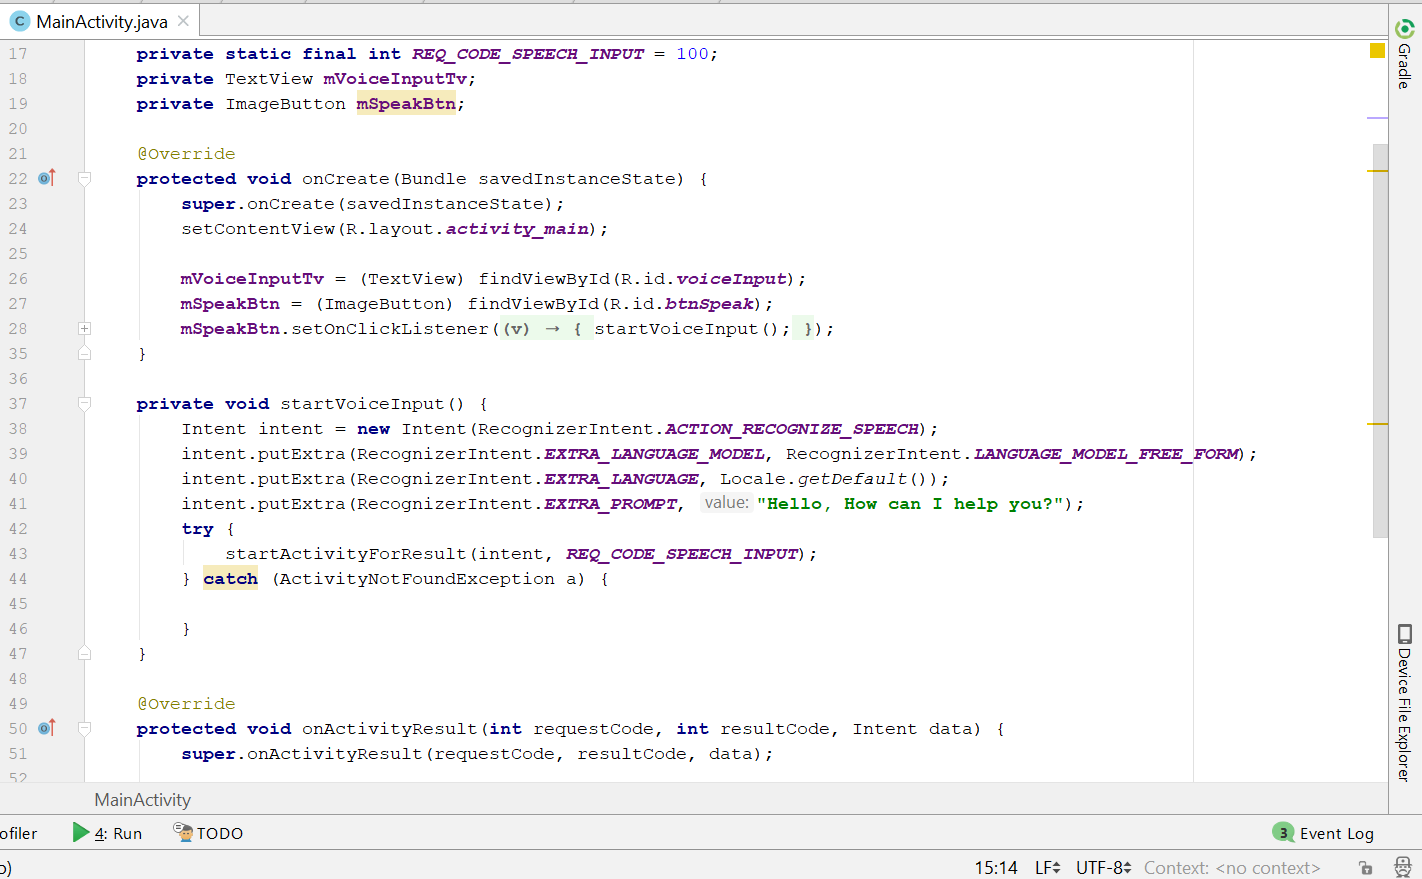 MainActivity.java
17 private static final int REQ_CODE_SPEECH_INPUT = 100;
18 private TextView mVoiceInputTv;
19 private ImageButton mSpeakBtn;
20
21 @Override
22 protected void onCreate(Bundle savedInstanceState) {
23 super.onCreate(savedInstanceState);
24 setContentView(R.layout.activity_main);
25
26 mVoiceInputTv = (TextView) findViewById(R.id.voiceInput);
27 mSpeakBtn = (ImageButton) findViewById(R.id.btnSpeak);
28 mSpeakBtn.setOnClickListener((v) → { startVoiceInput(); });
35 }
36
37 private void startVoiceInput() {
38 Intent intent = new Intent(RecognizerIntent.ACTION_RECOGNIZE_SPEECH);
39 intent.putExtra(RecognizerIntent.EXTRA_LANGUAGE_MODEL, RecognizerIntent.LANGUAGE_MODEL_FREE_FORM);
40 intent.putExtra(RecognizerIntent.EXTRA_LANGUAGE, Locale.getDefault());
41 intent.putExtra(RecognizerIntent.EXTRA_PROMPT, value: "Hello, How can I help you?");
42 try {
43 startActivityForResult(intent, REQ_CODE_SPEECH_INPUT);
44 } catch (ActivityNotFoundException a) {
45
46 }
47 }
48
49 @Override
50 protected void onActivityResult(int requestCode, int resultCode, Intent data) {
51 super.onActivityResult(requestCode, resultCode, data);
52
Gradle
Device File Explorer
MainActivity
ofiler 4: Run TODO 3 Event Log
o) 15:14 LF UTF-8 Context: <no context>